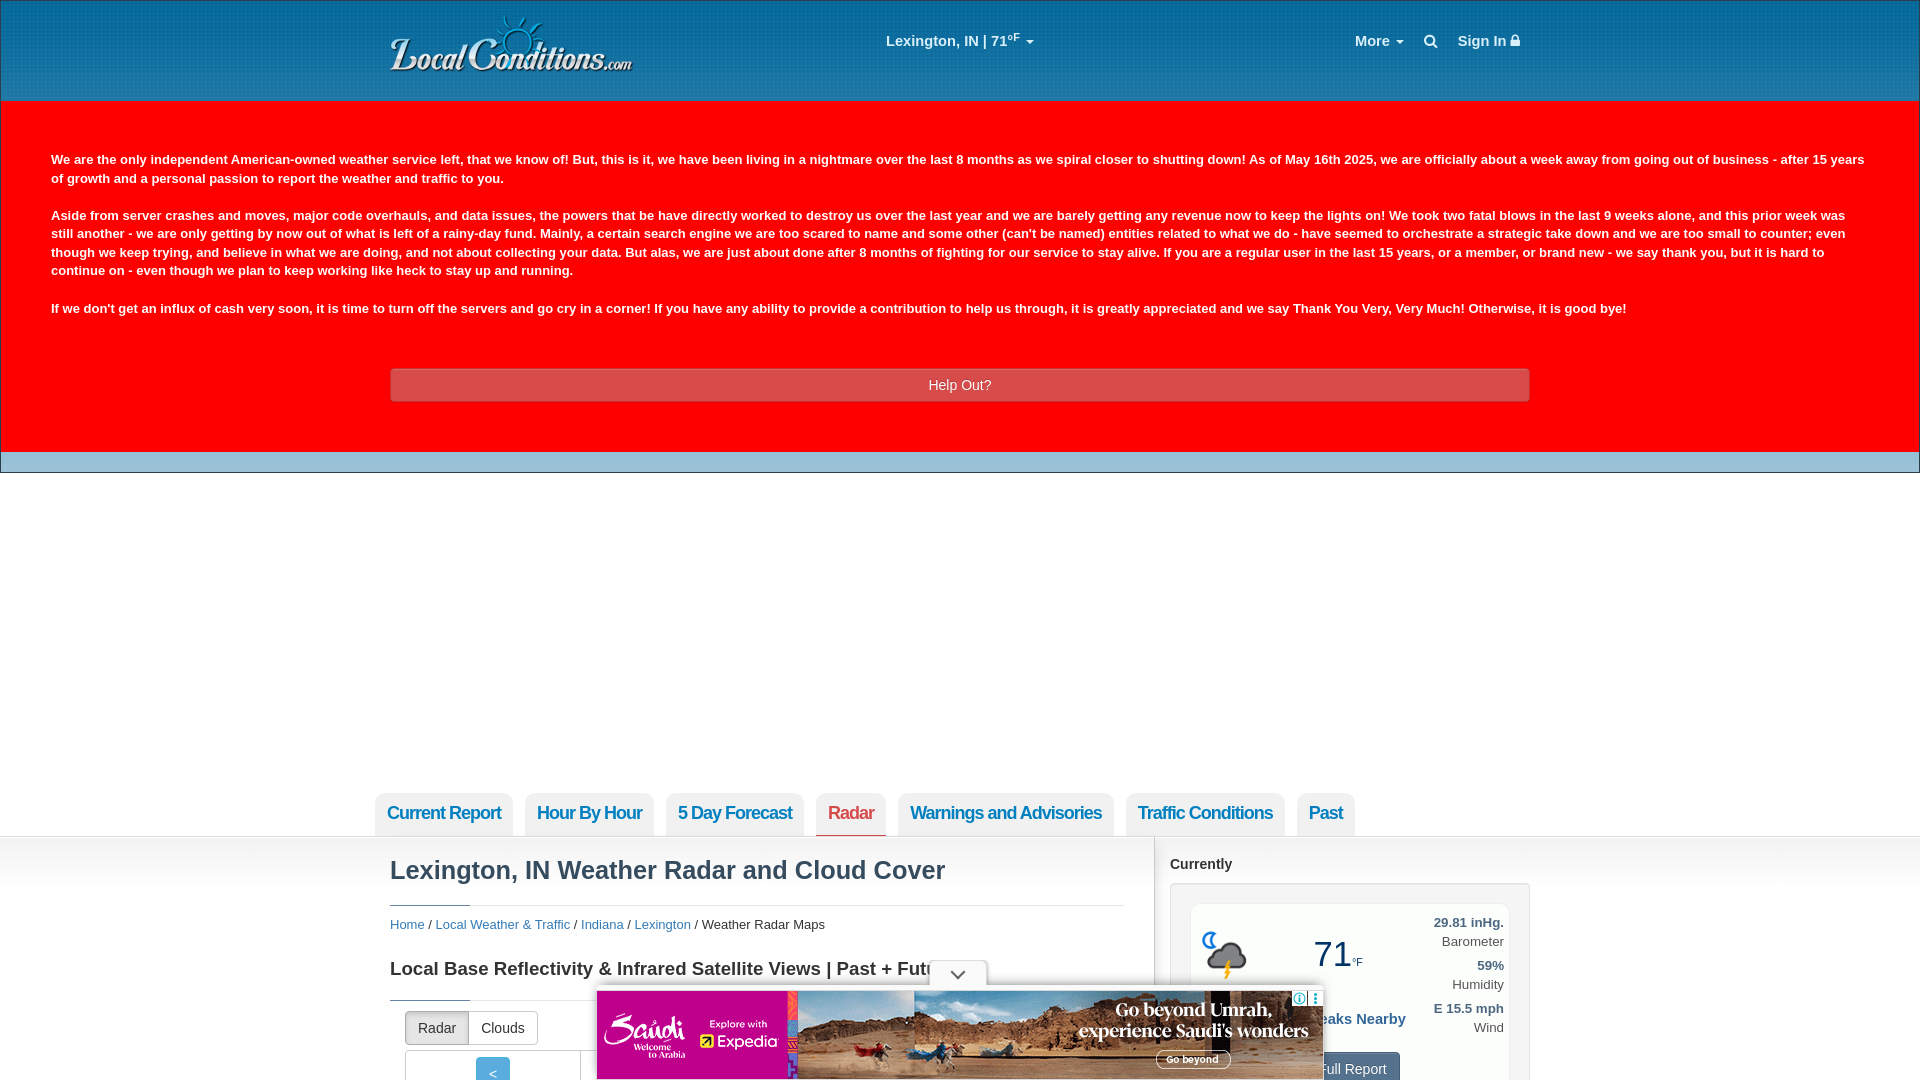 LocalConditions.com
Lexington, IN | 71°F
More
Sign In
We are the only independent American-owned weather service left, that we know of! But, this is it, we have been living in a nightmare over the last 8 months as we spiral closer to shutting down! As of May 16th 2025, we are officially about a week away from going out of business - after 15 years
of growth and a personal passion to report the weather and traffic to you.
Aside from server crashes and moves, major code overhauls, and data issues, the powers that be have directly worked to destroy us over the last year and we are barely getting any revenue now to keep the lights on! We took two fatal blows in the last 9 weeks alone, and this prior week was
still another - we are only getting by now out of what is left of a rainy-day fund. Mainly, a certain search engine we are too scared to name and some other (can't be named) entities related to what we do - have seemed to orchestrate a strategic take down and we are too small to counter; even
though we keep trying, and believe in what we are doing, and not about collecting your data. But alas, we are just about done after 8 months of fighting for our service to stay alive. If you are a regular user in the last 15 years, or a member, or brand new - we say thank you, but it is hard to
continue on - even though we plan to keep working like heck to stay up and running.
If we don't get an influx of cash very soon, it is time to turn off the servers and go cry in a corner! If you have any ability to provide a contribution to help us through, it is greatly appreciated and we say Thank You Very, Very Much! Otherwise, it is good bye!
Help Out?
Current Report
Hour By Hour
5 Day Forecast
Radar
Warnings and Advisories
Traffic Conditions
Past
Lexington, IN Weather Radar and Cloud Cover
Home / Local Weather & Traffic / Indiana / Lexington / Weather Radar Maps
Local Base Reflectivity & Infrared Satellite Views | Past +
Radar
Clouds
<
Currently
71°F
29.81 inHg.
Barometer
59%
Humidity
E 15.5 mph
Wind
Nearby
Full Report
Saudi
Welcome
to Arabia
Explore with
Expedia
Go beyond Umrah,
experience Saudi's wonders
Go beyond